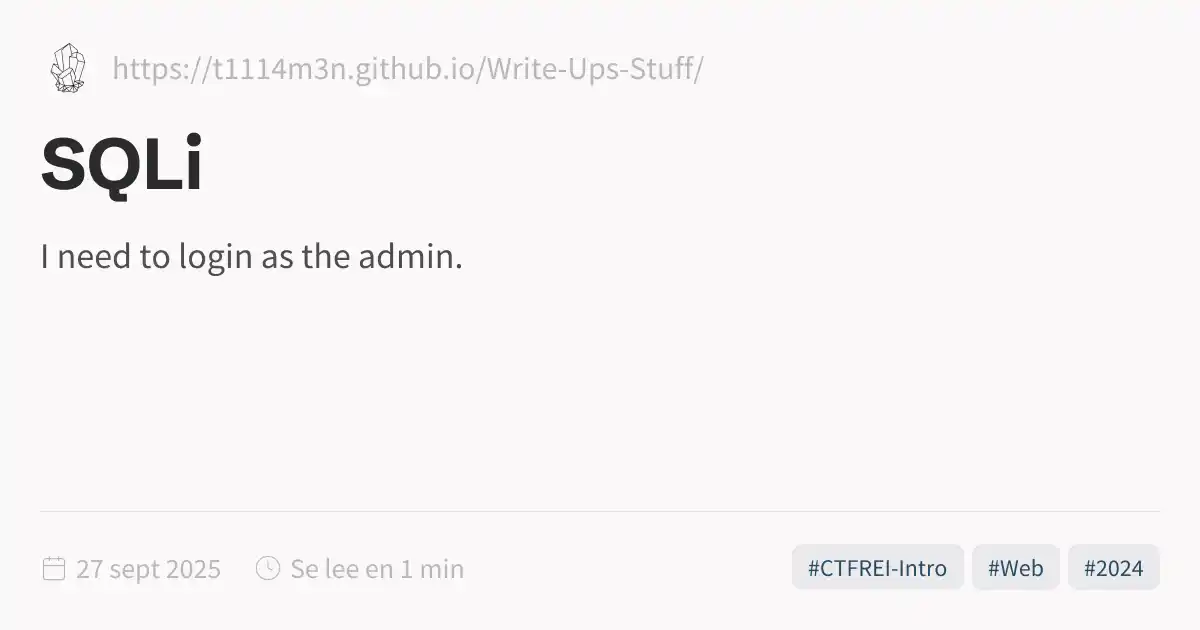 https://t1114m3n.github.io/Write-Ups-Stuff/
SQLi
I need to login as the admin.
27 sept 2025
Se lee en 1 min
#CTFREI-Intro
#Web
#2024